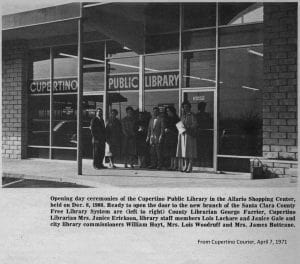 CUPERTINO PUBLIC LIBRARY
Opening day ceremonies of the Cupertino Public Library in the Allario Shopping Center,
held on Dec. 8, 1960. Ready to open the door to the new branch of the Santa Clara County
Free Library System are (left to right) County Librarian George Farrier, Cupertino
Librarian Mrs. Janice Erickson, library staff members Lois Lachore and Janice Gale and
city library commissioners William Hoyt, Mrs. Lois Woodruff and Mrs. James Bottcane.
From Cupertino Courier, April 7, 1971